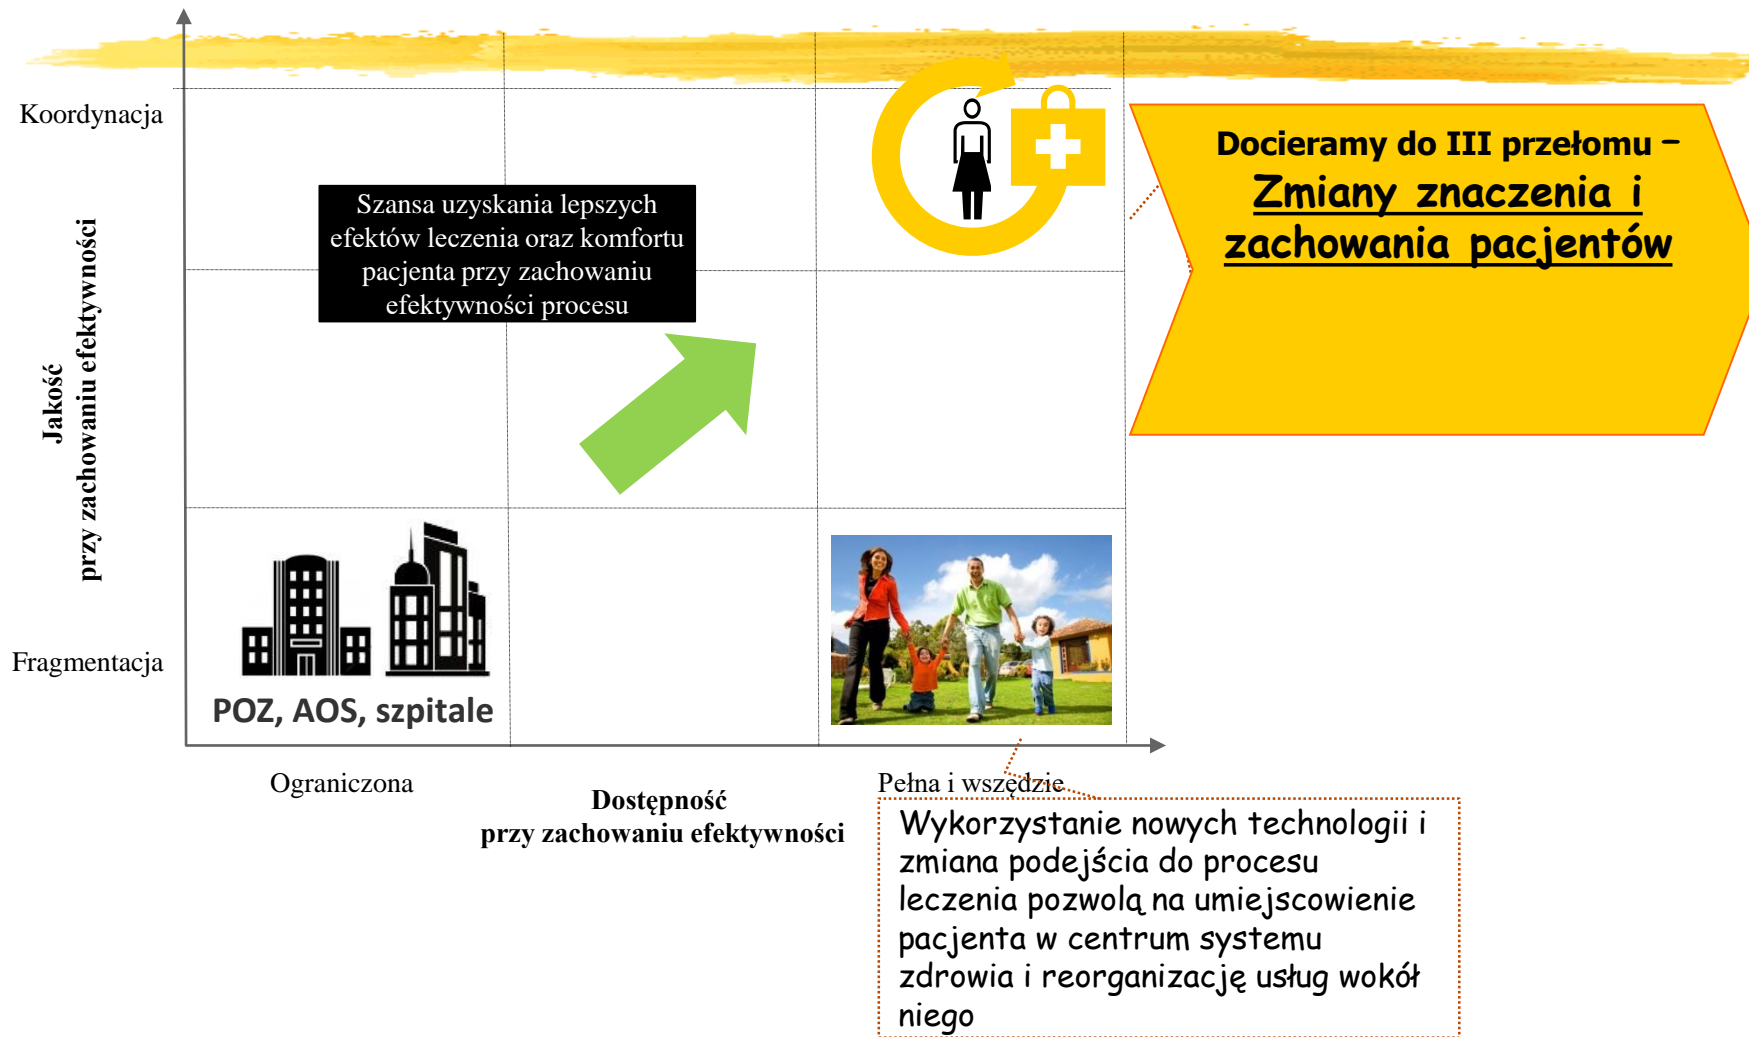 Koordynacja
Docieramy do III przełomu –
Zmiany znaczenia i
zachowania pacjentów
Szansa uzyskania lepszych
efektów leczenia oraz komfortu
pacjenta przy zachowaniu
efektywności procesu
Jakość
przy zachowaniu efektywności
Fragmentacja
POZ, AOS, szpitale
Ograniczona
Pełna i wszędzie
Dostępność
przy zachowaniu efektywności
Wykorzystanie nowych technologii i
zmiana podejścia do procesu
leczenia pozwolą na umiejscowienie
pacjenta w centrum systemu
zdrowia i reorganizację usług wokół
niego